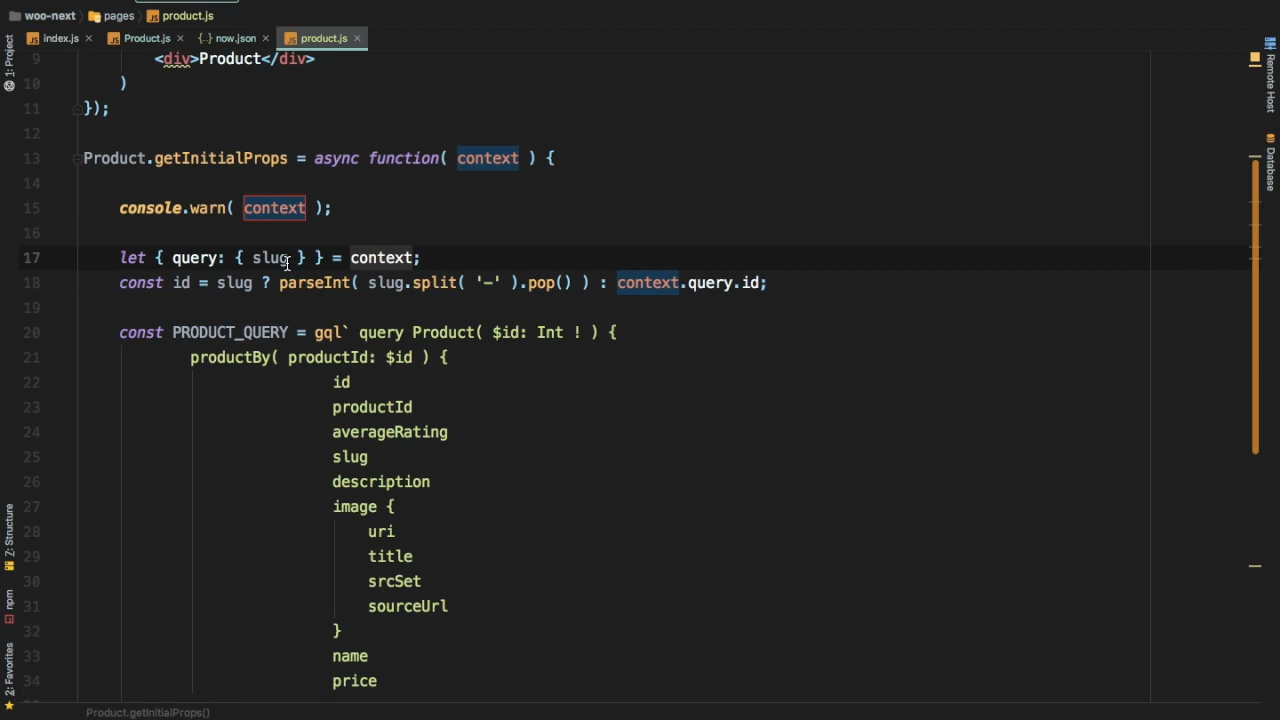 woo-next pages product.js
index.js Product.js now.json product.js
1: Project
Z: Structure
npm
2: Favorites
Remote Host
Database
9 <div>Product</div>
10 )
11 });
12
13 Product.getInitialProps = async function( context ) {
14
15 console.warn( context );
16
17 let { query: { slug } } = context;
18 const id = slug ? parseInt( slug.split( '-' ).pop() ) : context.query.id;
19
20 const PRODUCT_QUERY = gql` query Product( $id: Int ! ) {
21 productBy( productId: $id ) {
22 id
23 productId
24 averageRating
25 slug
26 description
27 image {
28 uri
29 title
30 srcSet
31 sourceUrl
32 }
33 name
34 price
Product.getInitialProps()